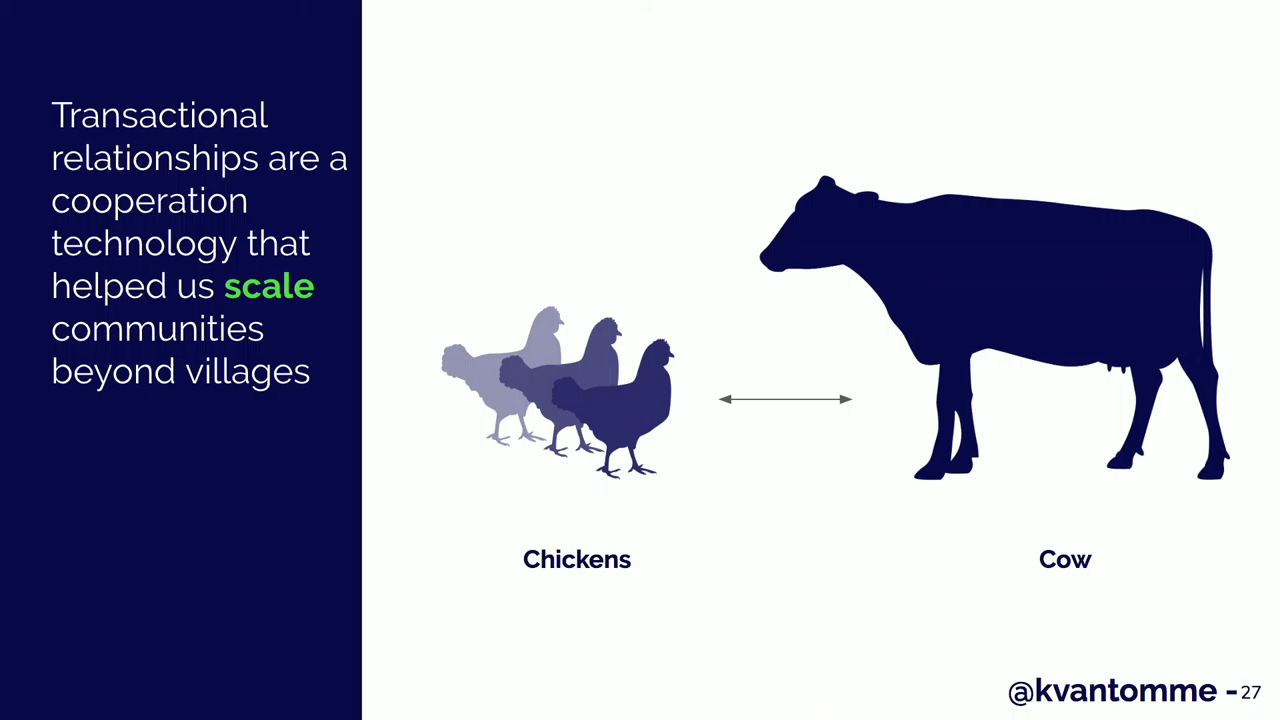 Transactional
relationships are a
cooperation
technology that
helped us scale
communities
beyond villages
Chickens
Cow
@kvantomme - 27